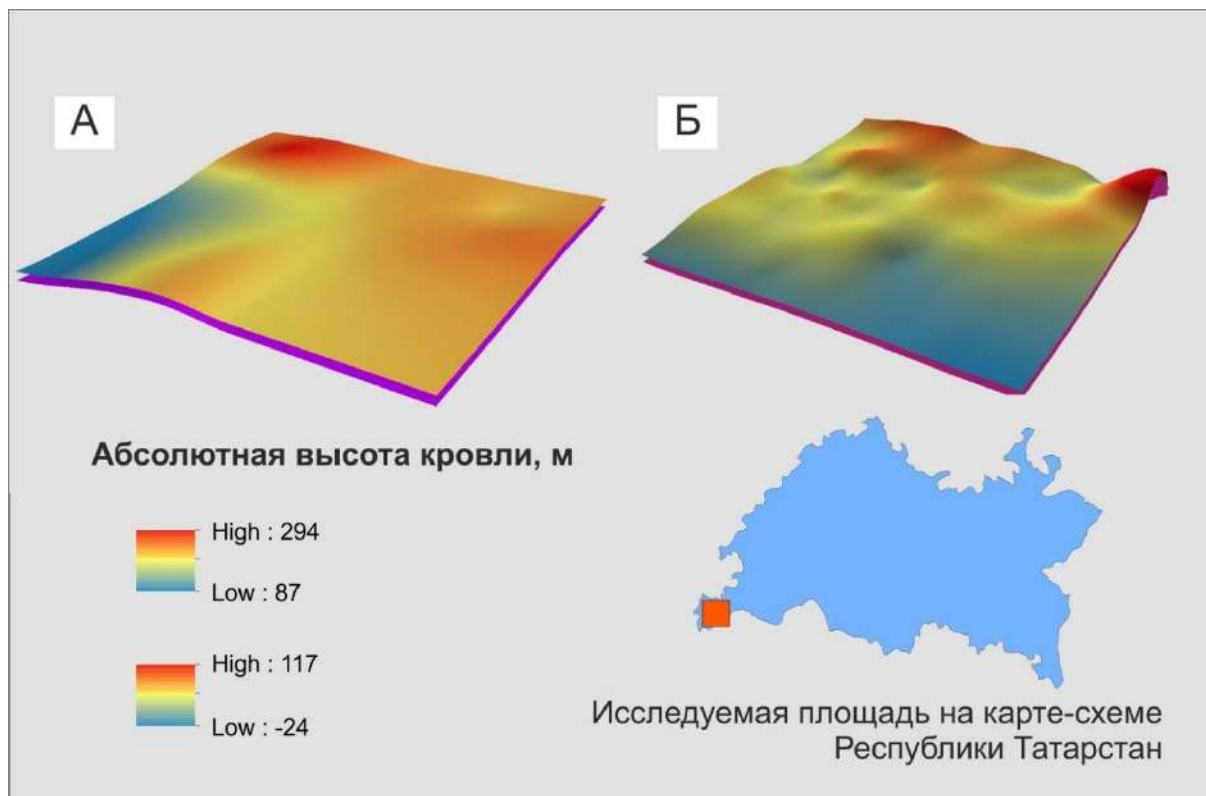 А
Б
Абсолютная высота кровли, м
High : 294
Low : 87
High : 117
Low : -24
Исследуемая площадь на карте-схеме
Республики Татарстан